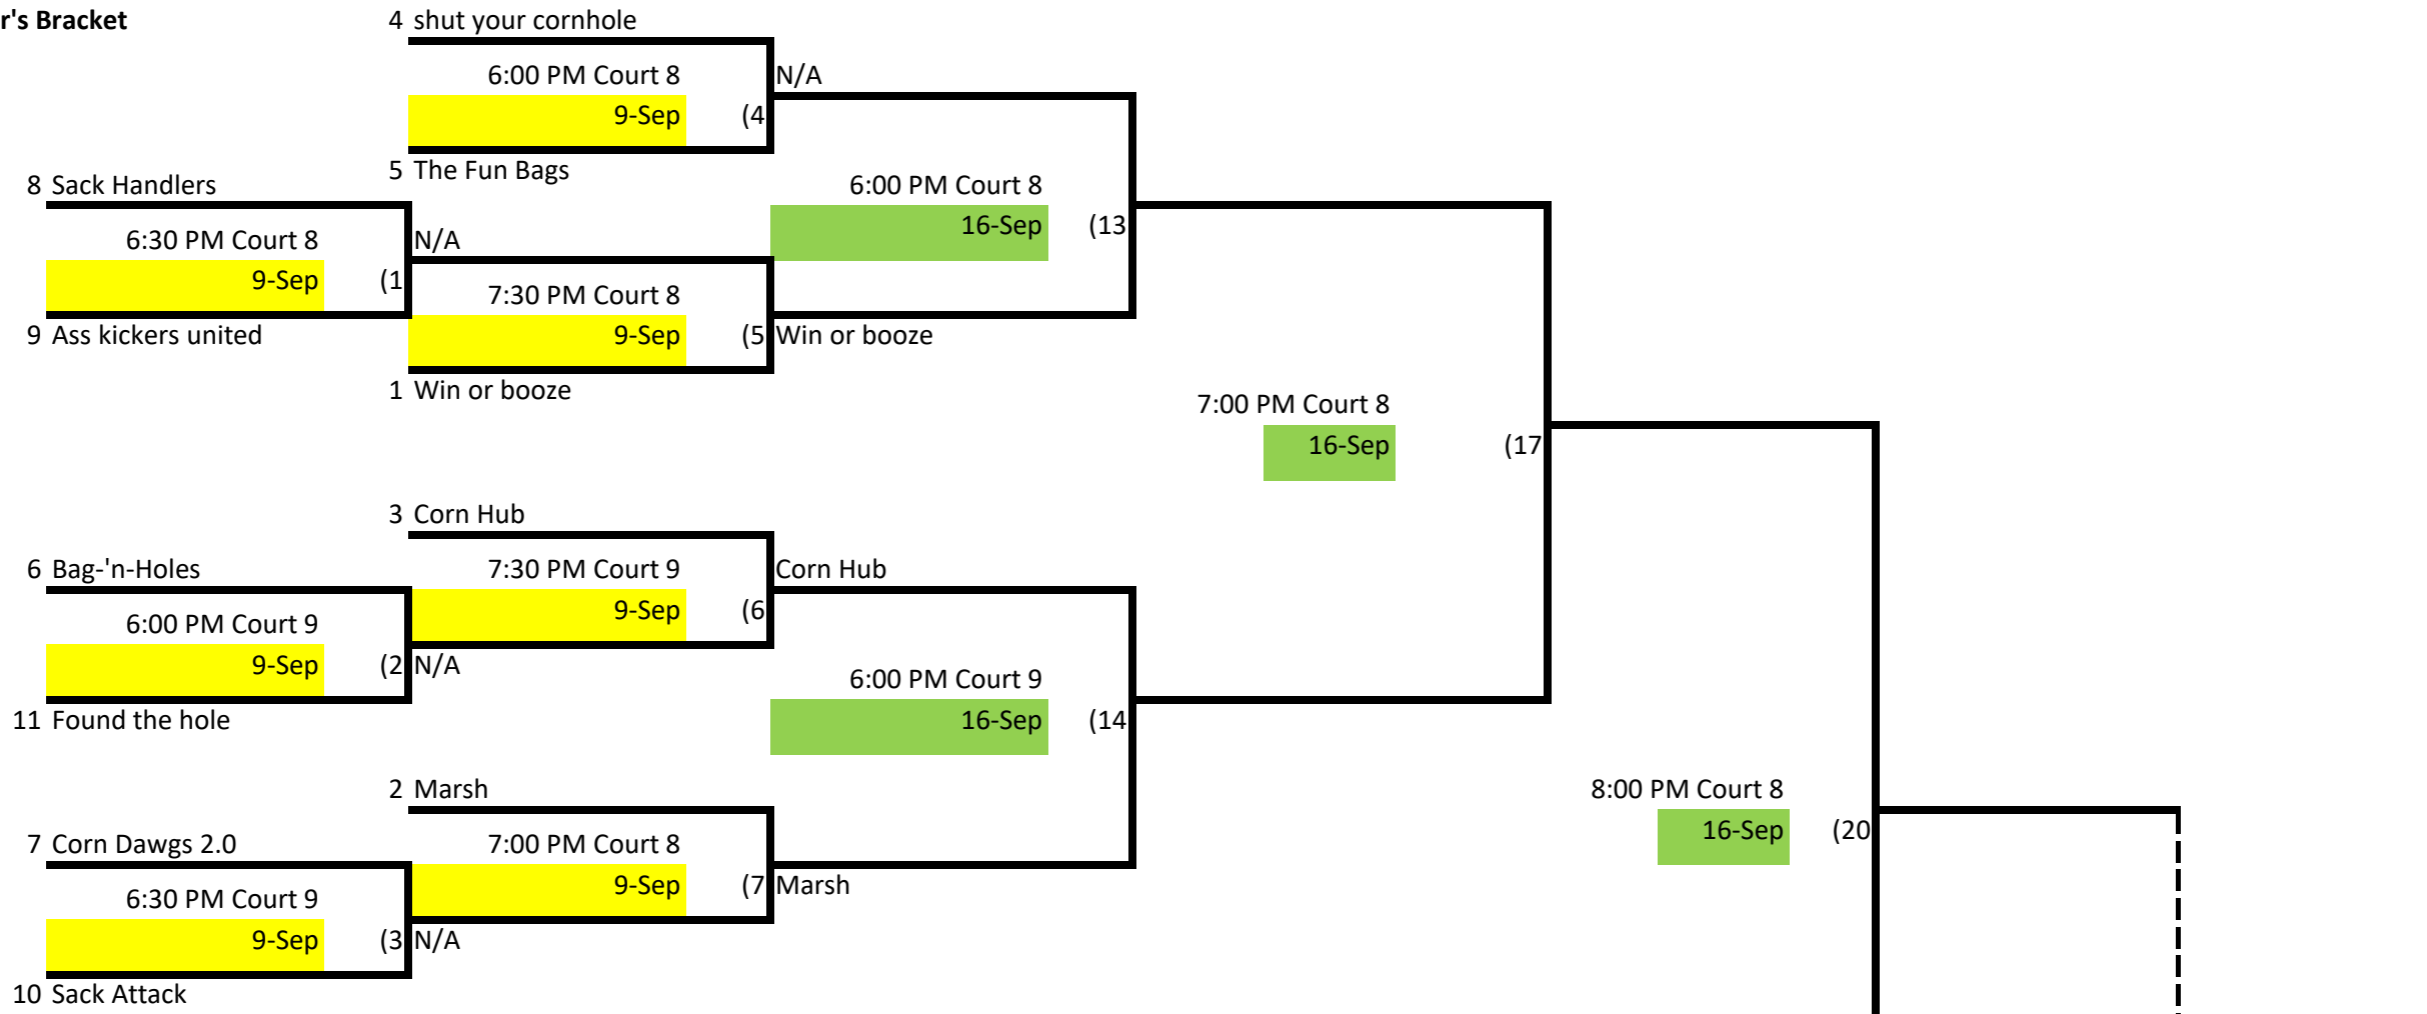 r's Bracket
4 shut your cornhole
6:00 PM Court 8
N/A
9-Sep (4
5 The Fun Bags
8 Sack Handlers
6:00 PM Court 8
16-Sep (13
6:30 PM Court 8
N/A
9-Sep (1
7:30 PM Court 8
9 Ass kickers united
9-Sep (5
Win or booze
1 Win or booze
7:00 PM Court 8
16-Sep (17
3 Corn Hub
6 Bag-'n-Holes
7:30 PM Court 9
Corn Hub
9-Sep (6
6:00 PM Court 9
9-Sep (2
N/A
6:00 PM Court 9
11 Found the hole
16-Sep (14
2 Marsh
8:00 PM Court 8
16-Sep (20
7 Corn Dawgs 2.0
7:00 PM Court 8
9-Sep (7
Marsh
6:30 PM Court 9
9-Sep (3
N/A
10 Sack Attack